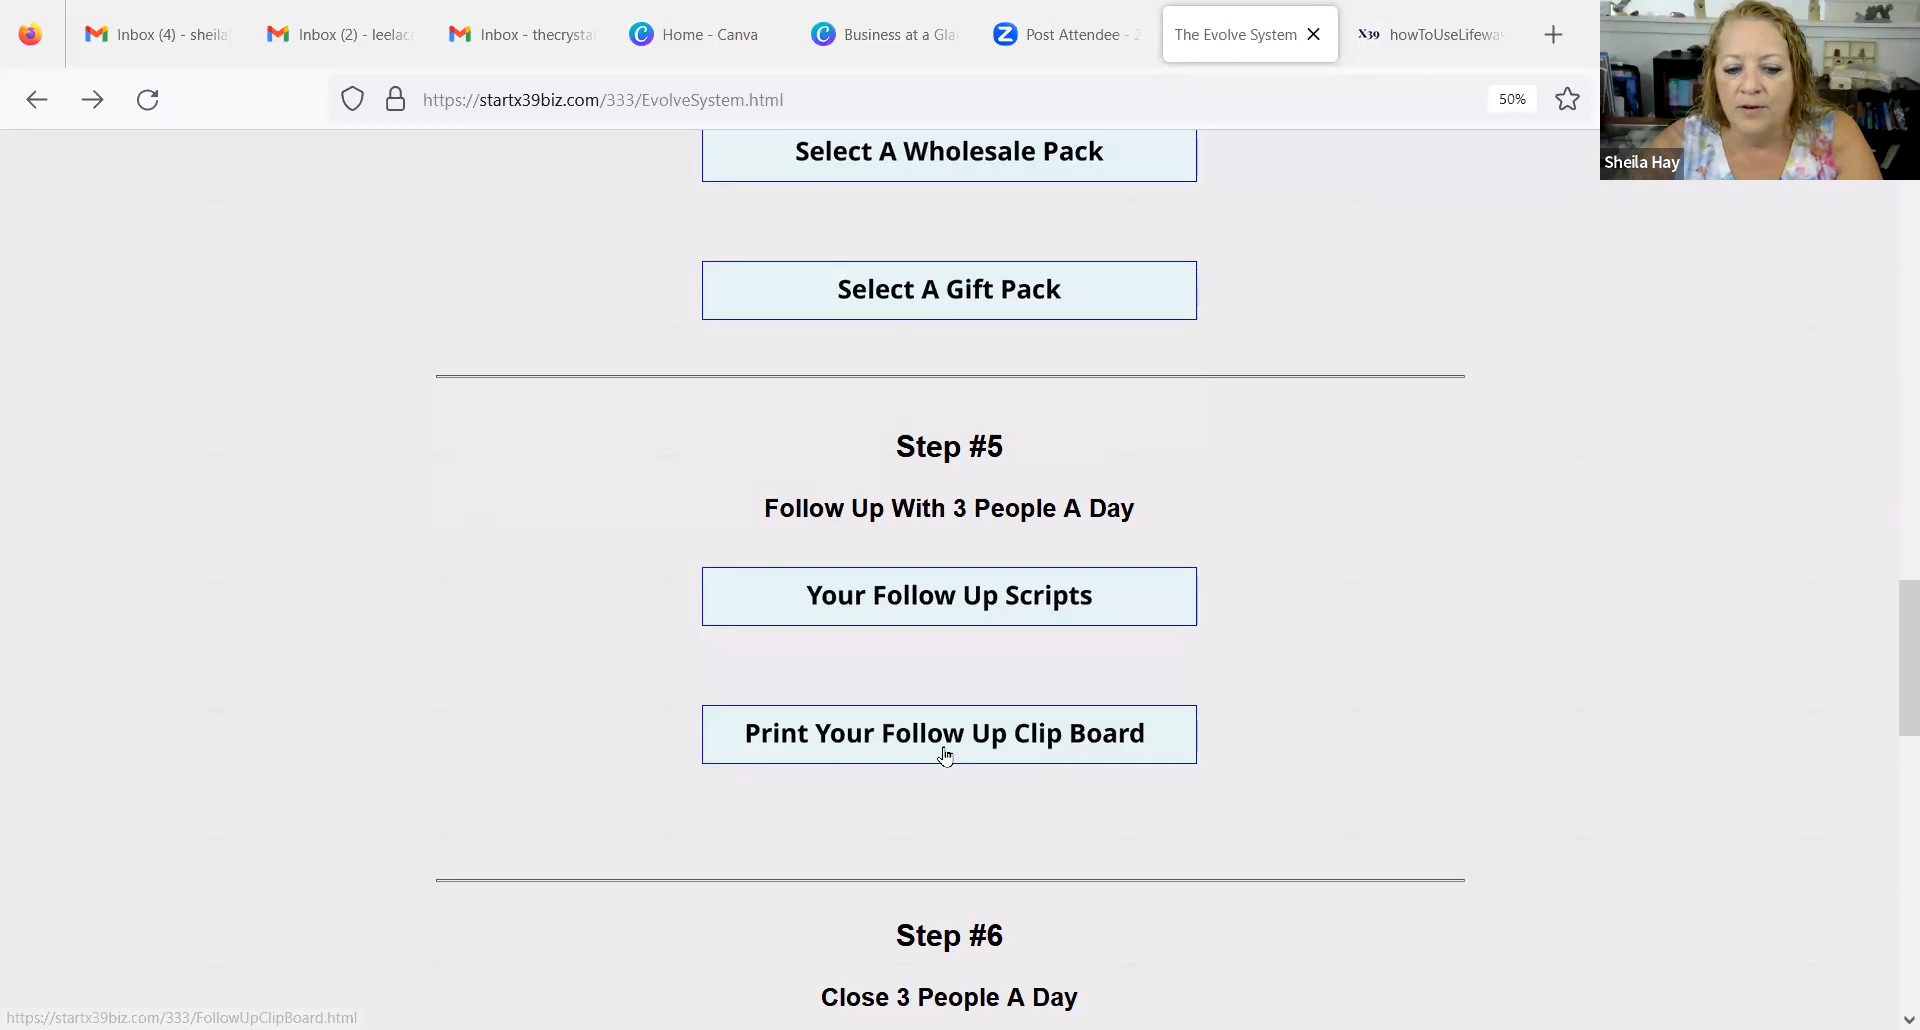 Inbox (4) - sheila
Inbox (2) - leelac
Inbox - thecrysta
Home - Canva
Business at a Gla
Post Attendee - Z
The Evolve System
X39 howToUseLifewa
https://startx39biz.com/333/EvolveSystem.html
50%
Sheila Hay
Select A Wholesale Pack
Select A Gift Pack
Step #5
Follow Up With 3 People A Day
Your Follow Up Scripts
Print Your Follow Up Clip Board
Step #6
Close 3 People A Day
https://startx39biz.com/333/FollowUpClipBoard.html